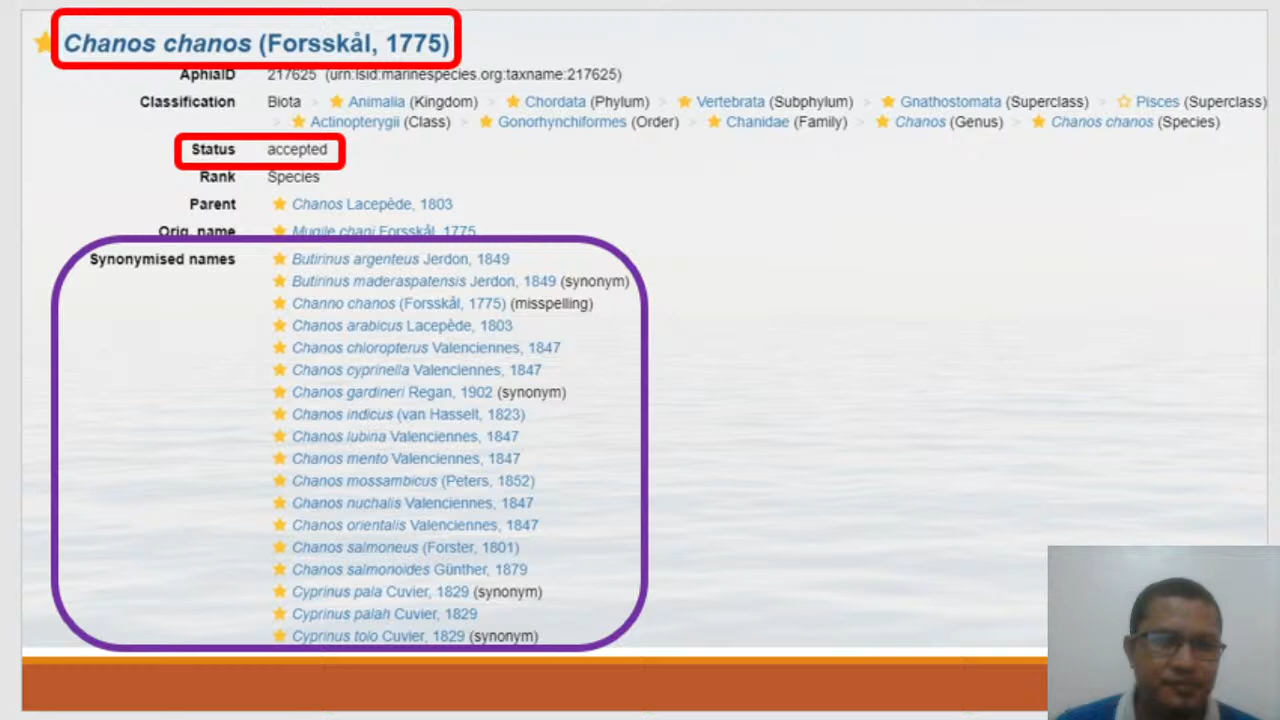 Chanos chanos (Forsskål, 1775)
AphiaID 217625 (urn:lsid:marinespecies.org:taxname:217625)
Classification Biota > Animalia (Kingdom) > Chordata (Phylum) > Vertebrata (Subphylum) > Gnathostomata (Superclass) > Pisces (Superclass)
> Actinopterygii (Class) > Gonorhynchiformes (Order) > Chanidae (Family) > Chanos (Genus) > Chanos chanos (Species)
Status accepted
Rank Species
Parent Chanos Lacepède, 1803
Orig. name Mugile chani Forsskål, 1775
Synonymised names Butirinus argenteus Jerdon, 1849
Butirinus maderaspatensis Jerdon, 1849 (synonym)
Channo chanos (Forsskål, 1775) (misspelling)
Chanos arabicus Lacepède, 1803
Chanos chloropterus Valenciennes, 1847
Chanos cyprinella Valenciennes, 1847
Chanos gardineri Regan, 1902 (synonym)
Chanos indicus (van Hasselt, 1823)
Chanos lubina Valenciennes, 1847
Chanos mento Valenciennes, 1847
Chanos mossambicus (Peters, 1852)
Chanos nuchalis Valenciennes, 1847
Chanos orientalis Valenciennes, 1847
Chanos salmoneus (Forster, 1801)
Chanos salmonoides Günther, 1879
Cyprinus pala Cuvier, 1829 (synonym)
Cyprinus palah Cuvier, 1829
Cyprinus tolo Cuvier, 1829 (synonym)